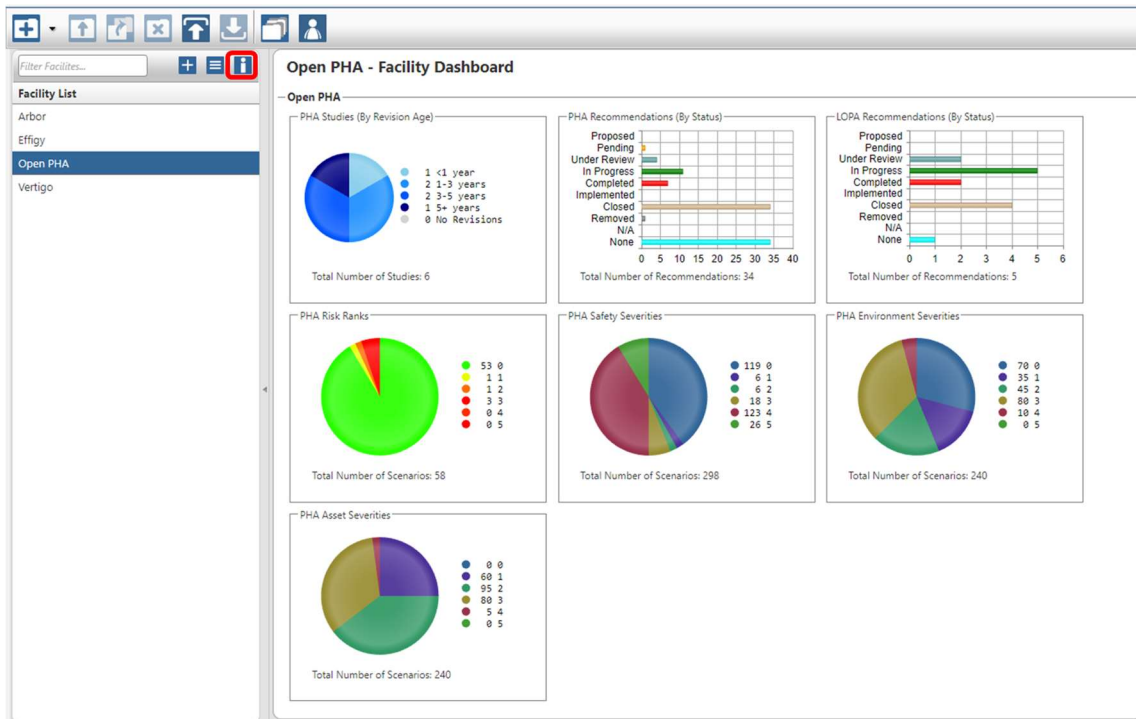 Filter Facilites...
Facility List
Arbor
Effigy
Open PHA
Vertigo
Open PHA - Facility Dashboard
Open PHA
PHA Studies (By Revision Age)
1 <1 year
2 1-3 years
2 3-5 years
1 5+ years
0 No Revisions
Total Number of Studies: 6
PHA Recommendations (By Status)
Proposed
Pending
Under Review
In Progress
Completed
Implemented
Closed
Removed
N/A
None
0 5 10 15 20 25 30 35 40
Total Number of Recommendations: 34
LOPA Recommendations (By Status)
Proposed
Pending
Under Review
In Progress
Completed
Implemented
Closed
Removed
N/A
None
0 1 2 3 4 5 6
Total Number of Recommendations: 5
PHA Risk Ranks
53 0
1 1
1 2
3 3
0 4
0 5
Total Number of Scenarios: 58
PHA Safety Severities
119 0
6 1
6 2
18 3
123 4
26 5
Total Number of Scenarios: 298
PHA Environment Severities
70 0
35 1
45 2
80 3
10 4
0 5
Total Number of Scenarios: 240
PHA Asset Severities
0 0
60 1
95 2
80 3
5 4
0 5
Total Number of Scenarios: 240